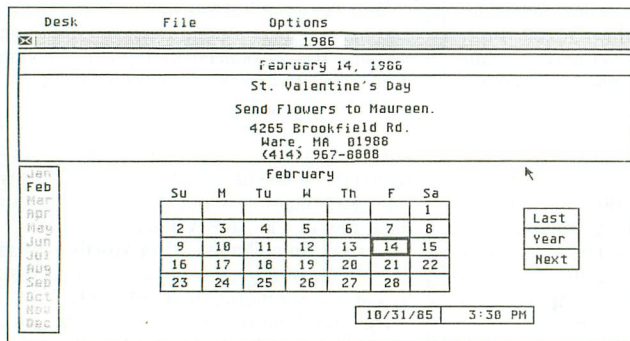 Desk File Options
1986
February 14, 1986
St. Valentine's Day
Send Flowers to Maureen.
4265 Brookfield Rd.
Ware, MA 01988
(414) 967-8808
Jan
Feb
Mar
Apr
May
Jun
Jul
Aug
Sep
Oct
Nov
Dec
February
Su M Tu W Th F Sa
1
2 3 4 5 6 7 8
9 10 11 12 13 14 15
16 17 18 19 20 21 22
23 24 25 26 27 28
Last
Year
Next
10/31/85 3:30 PM